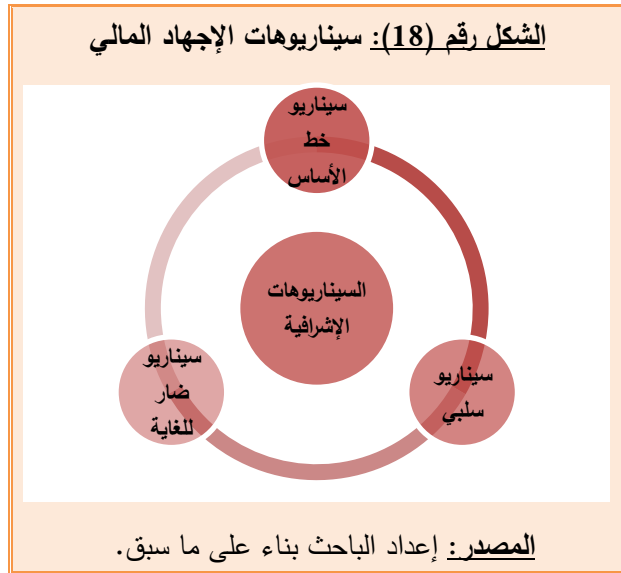 الشكل رقم (18): سيناريوهات الإجهاد المالي
سيناريو
خط
الأساس
السيناريوهات
الإشرافية
سيناريو
سلبي
سيناريو
ضار
للغاية
المصدر: إعداد الباحث بناء على ما سبق.